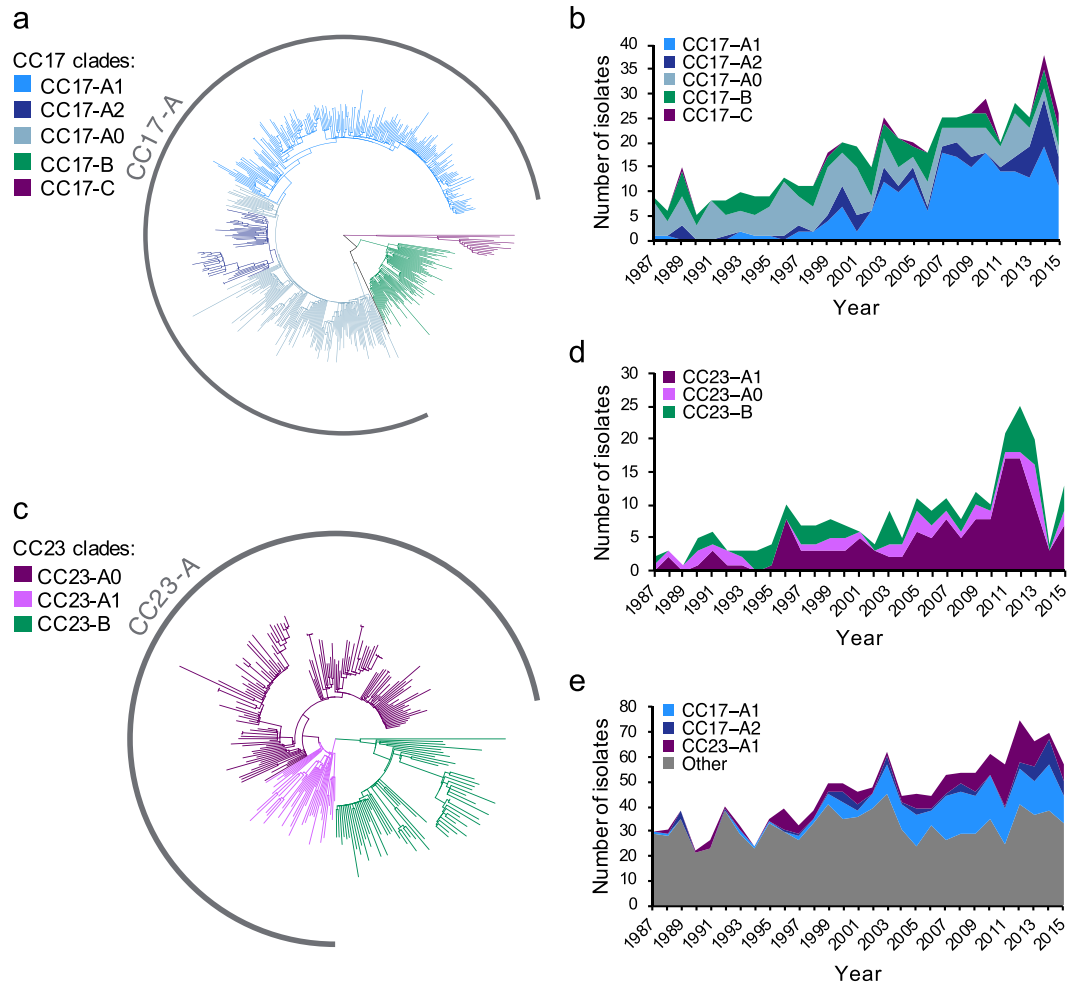 a
CC17 clades:
CC17-A1
CC17-A2
CC17-A0
CC17-B
CC17-C
CC17-A
b
CC17–A1
CC17–A2
CC17–A0
CC17–B
CC17–C
Number of isolates
40
35
30
25
20
15
10
5
0
1987
1989
1991
1993
1995
1997
1999
2001
2003
2005
2007
2009
2011
2013
2015
Year
c
CC23 clades:
CC23-A0
CC23-A1
CC23-B
CC23-A
d
CC23–A1
CC23–A0
CC23–B
Number of isolates
30
25
20
15
10
5
0
1987
1989
1991
1993
1995
1997
1999
2001
2003
2005
2007
2009
2011
2013
2015
Year
e
CC17–A1
CC17–A2
CC23–A1
Other
Number of isolates
80
70
60
50
40
30
20
10
0
1987
1989
1991
1993
1995
1997
1999
2001
2003
2005
2007
2009
2011
2013
2015
Year